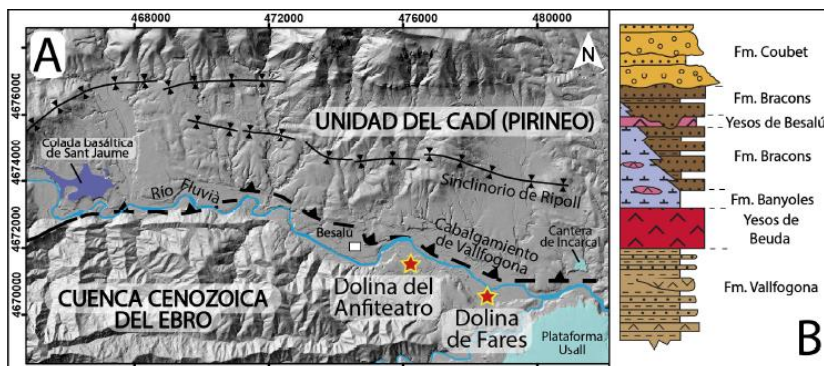 468000
472000
476000
480000
A
N
4676000
4674000
4672000
4670000
UNIDAD DEL CADÍ (PIRINEO)
Colada basáltica
de Sant Jaume
Río Fluviá
Sinclinorio de Ripoll
Besalú
Cabalgamiento
de Vallfogona
Cantera
de Incarcal
CUENCA CENOZOICA
DEL EBRO
Dolina del
Anfiteatro
Dolina
de Fares
Plataforma
Usall
Fm. Coubet
Fm. Bracons
Yesos de Besalú
Fm. Bracons
Fm. Banyoles
Yesos de
Beuda
Fm. Vallfogona
B